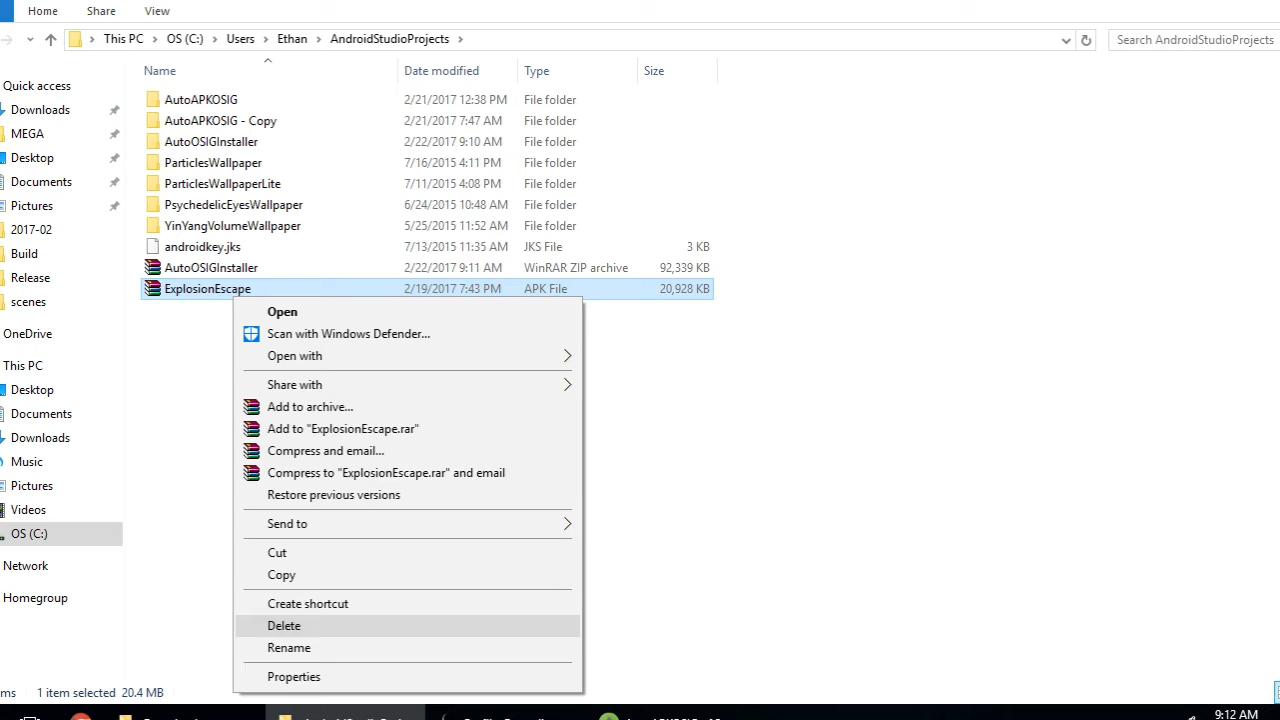 Home Share View
This PC OS (C:) Users Ethan AndroidStudioProjects Search AndroidStudioProjects
Name Date modified Type Size
Quick access
Downloads
MEGA
Desktop
Documents
Pictures
2017-02
Build
Release
scenes
OneDrive
This PC
Desktop
Documents
Downloads
Music
Pictures
Videos
OS (C:)
Network
Homegroup
AutoAPKOSIG 2/21/2017 12:38 PM File folder
AutoAPKOSIG - Copy 2/21/2017 7:47 AM File folder
AutoOSIGInstaller 2/22/2017 9:10 AM File folder
ParticlesWallpaper 7/16/2015 4:11 PM File folder
ParticlesWallpaperLite 7/11/2015 4:08 PM File folder
PsychedelicEyesWallpaper 6/24/2015 10:48 AM File folder
YinYangVolumeWallpaper 5/25/2015 11:52 AM File folder
androidkey.jks 7/13/2015 11:35 AM JKS File 3 KB
AutoOSIGInstaller 2/22/2017 9:11 AM WinRAR ZIP archive 92,339 KB
ExplosionEscape 2/19/2017 7:43 PM APK File 20,928 KB
Open
Scan with Windows Defender...
Open with
Share with
Add to archive...
Add to "ExplosionEscape.rar"
Compress and email...
Compress to "ExplosionEscape.rar" and email
Restore previous versions
Send to
Cut
Copy
Create shortcut
Delete
Rename
Properties
ms 1 item selected 20.4 MB
9:12 AM